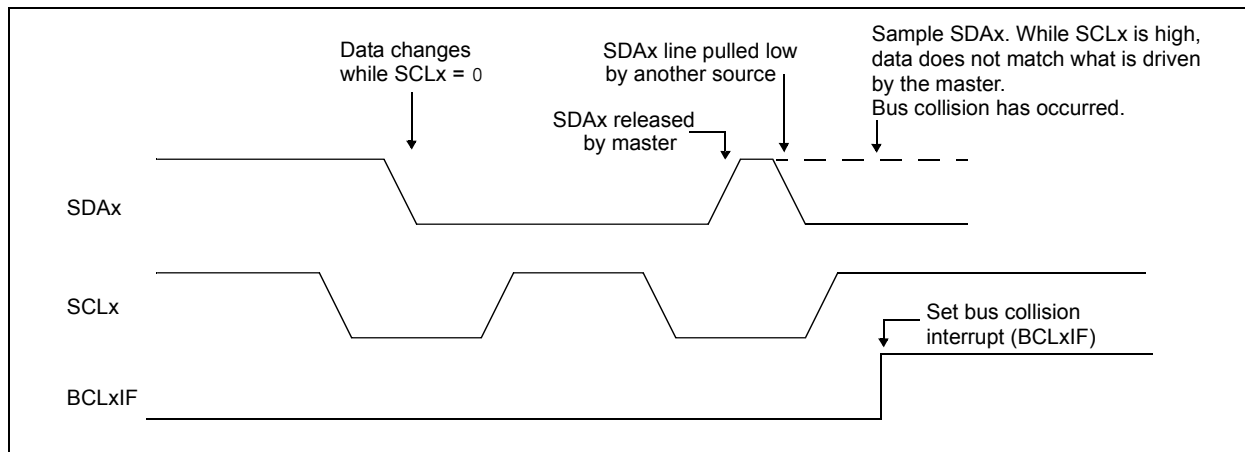 Data changes
while SCLx = 0
SDAx line pulled low
by another source
SDAx released
by master
Sample SDAx. While SCLx is high,
data does not match what is driven
by the master.
Bus collision has occurred.
SDAx
SCLx
Set bus collision
interrupt (BCLxIF)
BCLxIF